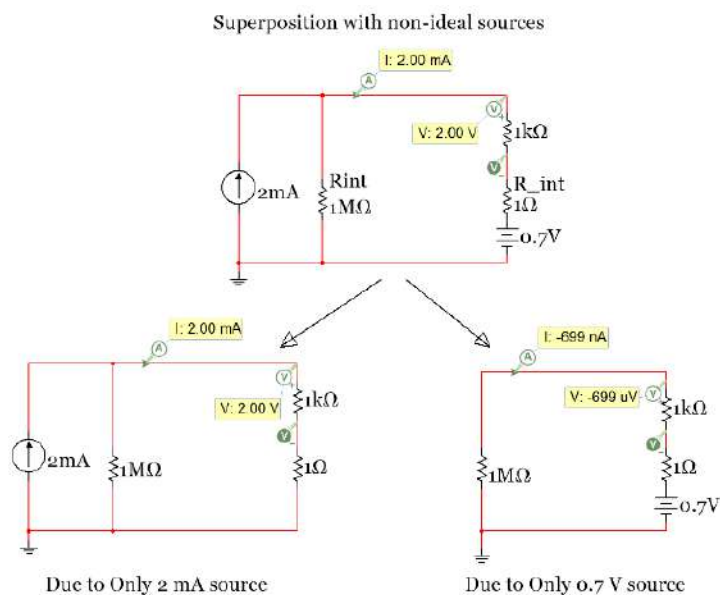 Superposition with non-ideal sources
I: 2.00 mA
A
V
V: 2.00 V
1kΩ
V
2mA
Rint
1MΩ
R_int
1Ω
0.7V
I: 2.00 mA
A
V
V: 2.00 V
1kΩ
V
2mA
1MΩ
1Ω
I: -699 nA
A
V: -699 uV
V
1kΩ
V
1MΩ
1Ω
0.7V
Due to Only 2 mA source
Due to Only 0.7 V source